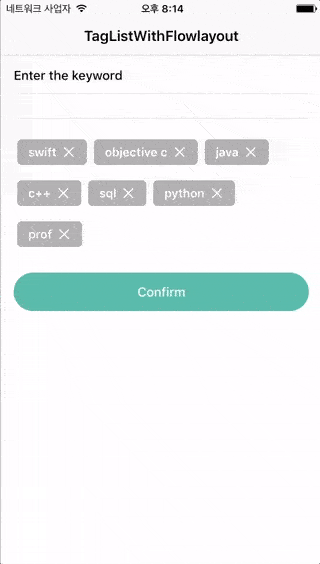 네트워크 사업자 오후 8:14
TagListWithFlowlayout
Enter the keyword
swift objective c java
c++ sql python
prof
Confirm